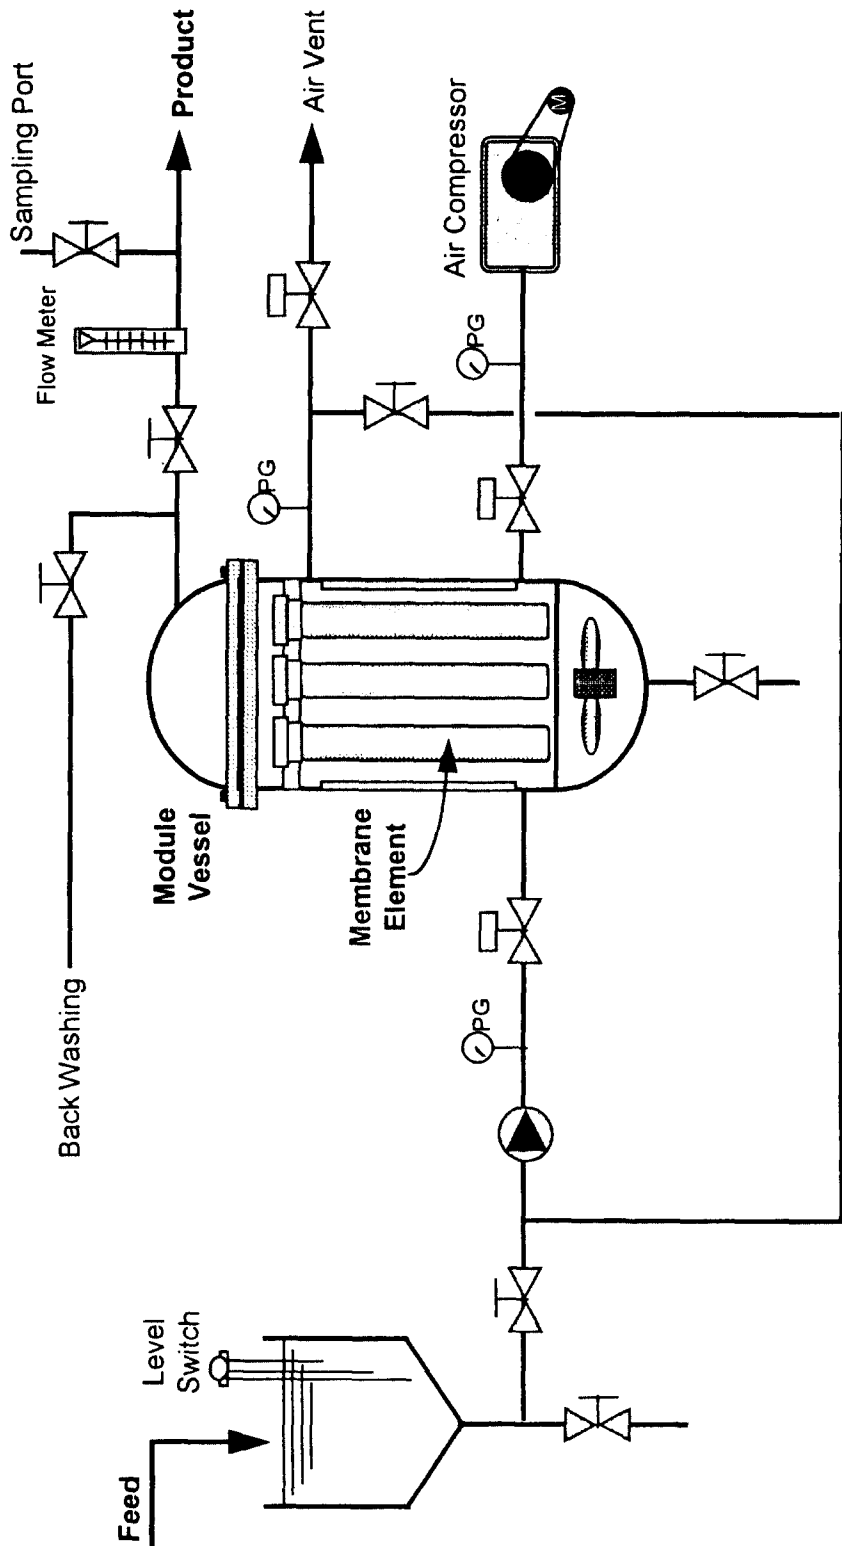 Feed
Level
Switch
Back Washing
PG
Module
Vessel
Membrane
Element
PG
Flow Meter
Sampling Port
Product
Air Vent
PG
Air Compressor
M